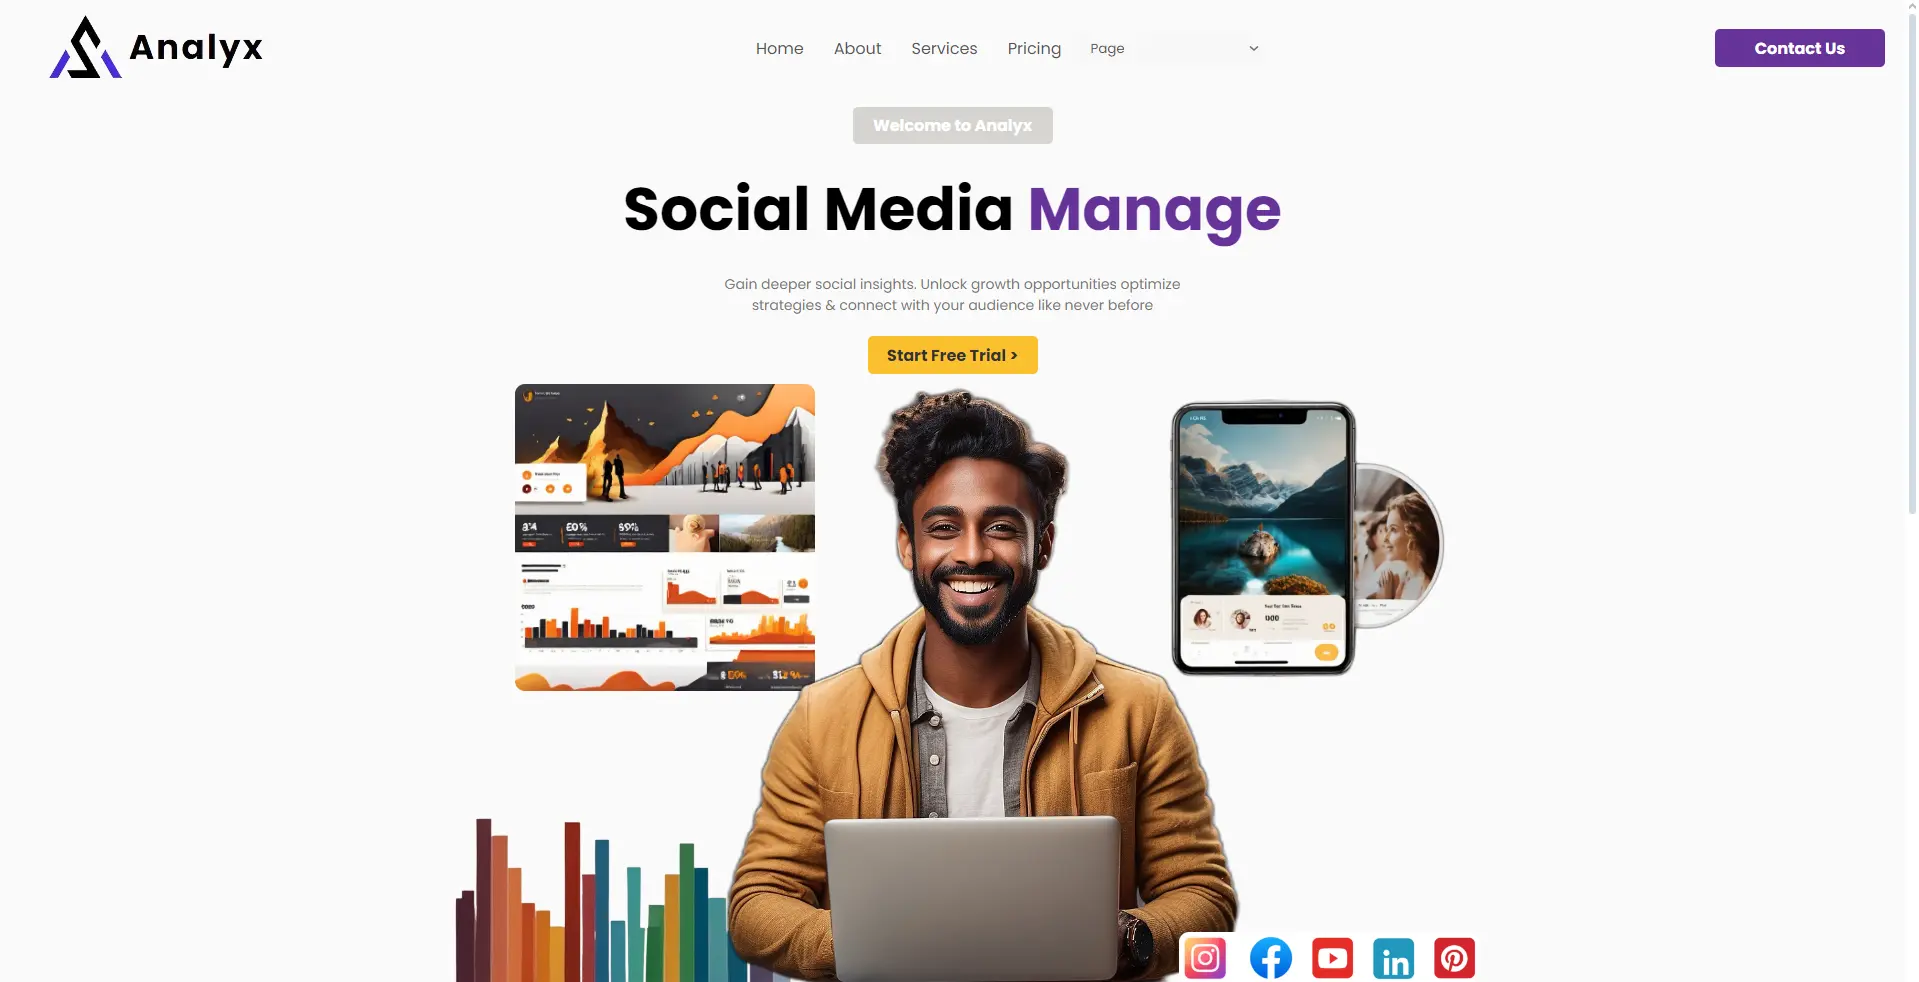 Analyx
Home
About
Services
Pricing
Page
Contact Us
Welcome to Analyx
Social Media Manage
Gain deeper social insights. Unlock growth opportunities optimize
strategies & connect with your audience like never before
Start Free Trial >
in